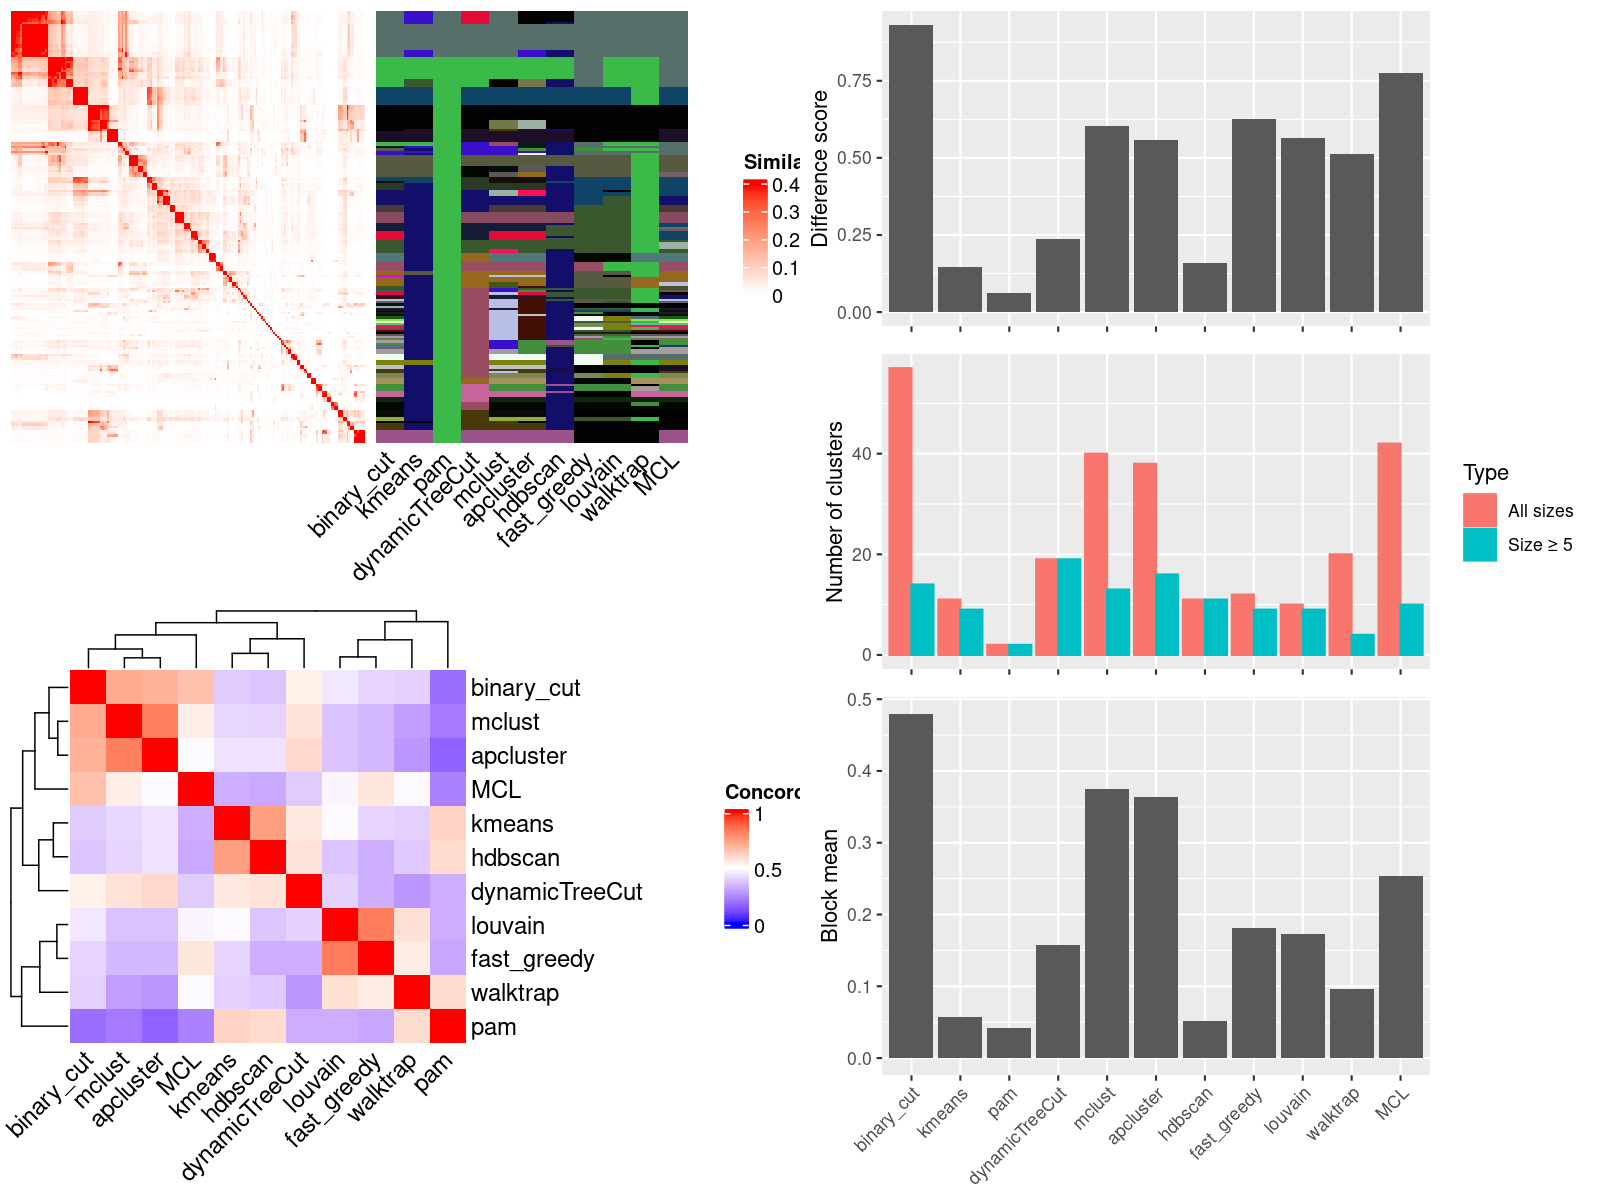 Simila
0.4
0.3
0.2
0.1
0
binary_cut
kmeans
pam
dynamicTreeCut
mclust
apcluster
hdbscan
fast_greedy
louvain
walktrap
MCL
Difference score
0.75
0.50
0.25
0.00
Number of clusters
40
20
0
Type
All sizes
Size ≥ 5
binary_cut
mclust
apcluster
MCL
kmeans
hdbscan
dynamicTreeCut
louvain
fast_greedy
walktrap
pam
binary_cut
mclust
apcluster
MCL
kmeans
hdbscan
dynamicTreeCut
louvain
fast_greedy
walktrap
pam
Concord
1
0.5
0
Block mean
0.5
0.4
0.3
0.2
0.1
0.0
binary_cut
kmeans
pam
dynamicTreeCut
mclust
apcluster
hdbscan
fast_greedy
louvain
walktrap
MCL